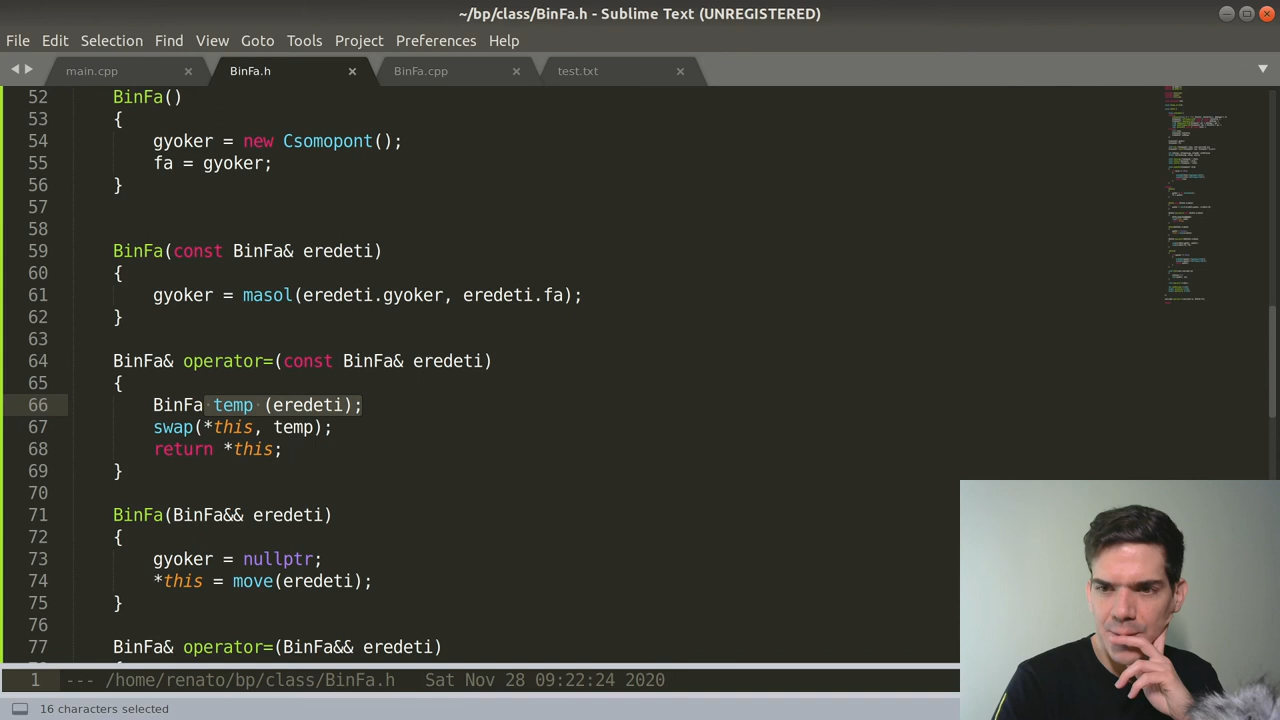 ~/bp/class/BinFa.h - Sublime Text (UNREGISTERED)
File Edit Selection Find View Goto Tools Project Preferences Help
main.cpp BinFa.h BinFa.cpp test.txt
52 BinFa()
53 {
54 gyoker = new Csomopont();
55 fa = gyoker;
56 }
57
58
59 BinFa(const BinFa& eredeti)
60 {
61 gyoker = masol(eredeti.gyoker, eredeti.fa);
62 }
63
64 BinFa& operator=(const BinFa& eredeti)
65 {
66 BinFa temp (eredeti);
67 swap(*this, temp);
68 return *this;
69 }
70
71 BinFa(BinFa&& eredeti)
72 {
73 gyoker = nullptr;
74 *this = move(eredeti);
75 }
76
77 BinFa& operator=(BinFa&& eredeti)
1 --- /home/renato/bp/class/BinFa.h Sat Nov 28 09:22:24 2020
16 characters selected